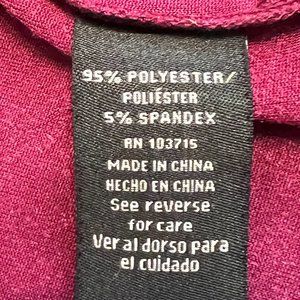 95% POLYESTER/
POLIÉSTER
5% SPANDEX
RN 103715
MADE IN CHINA
HECHO EN CHINA
See reverse
for care
Ver al dorso para
el cuidado